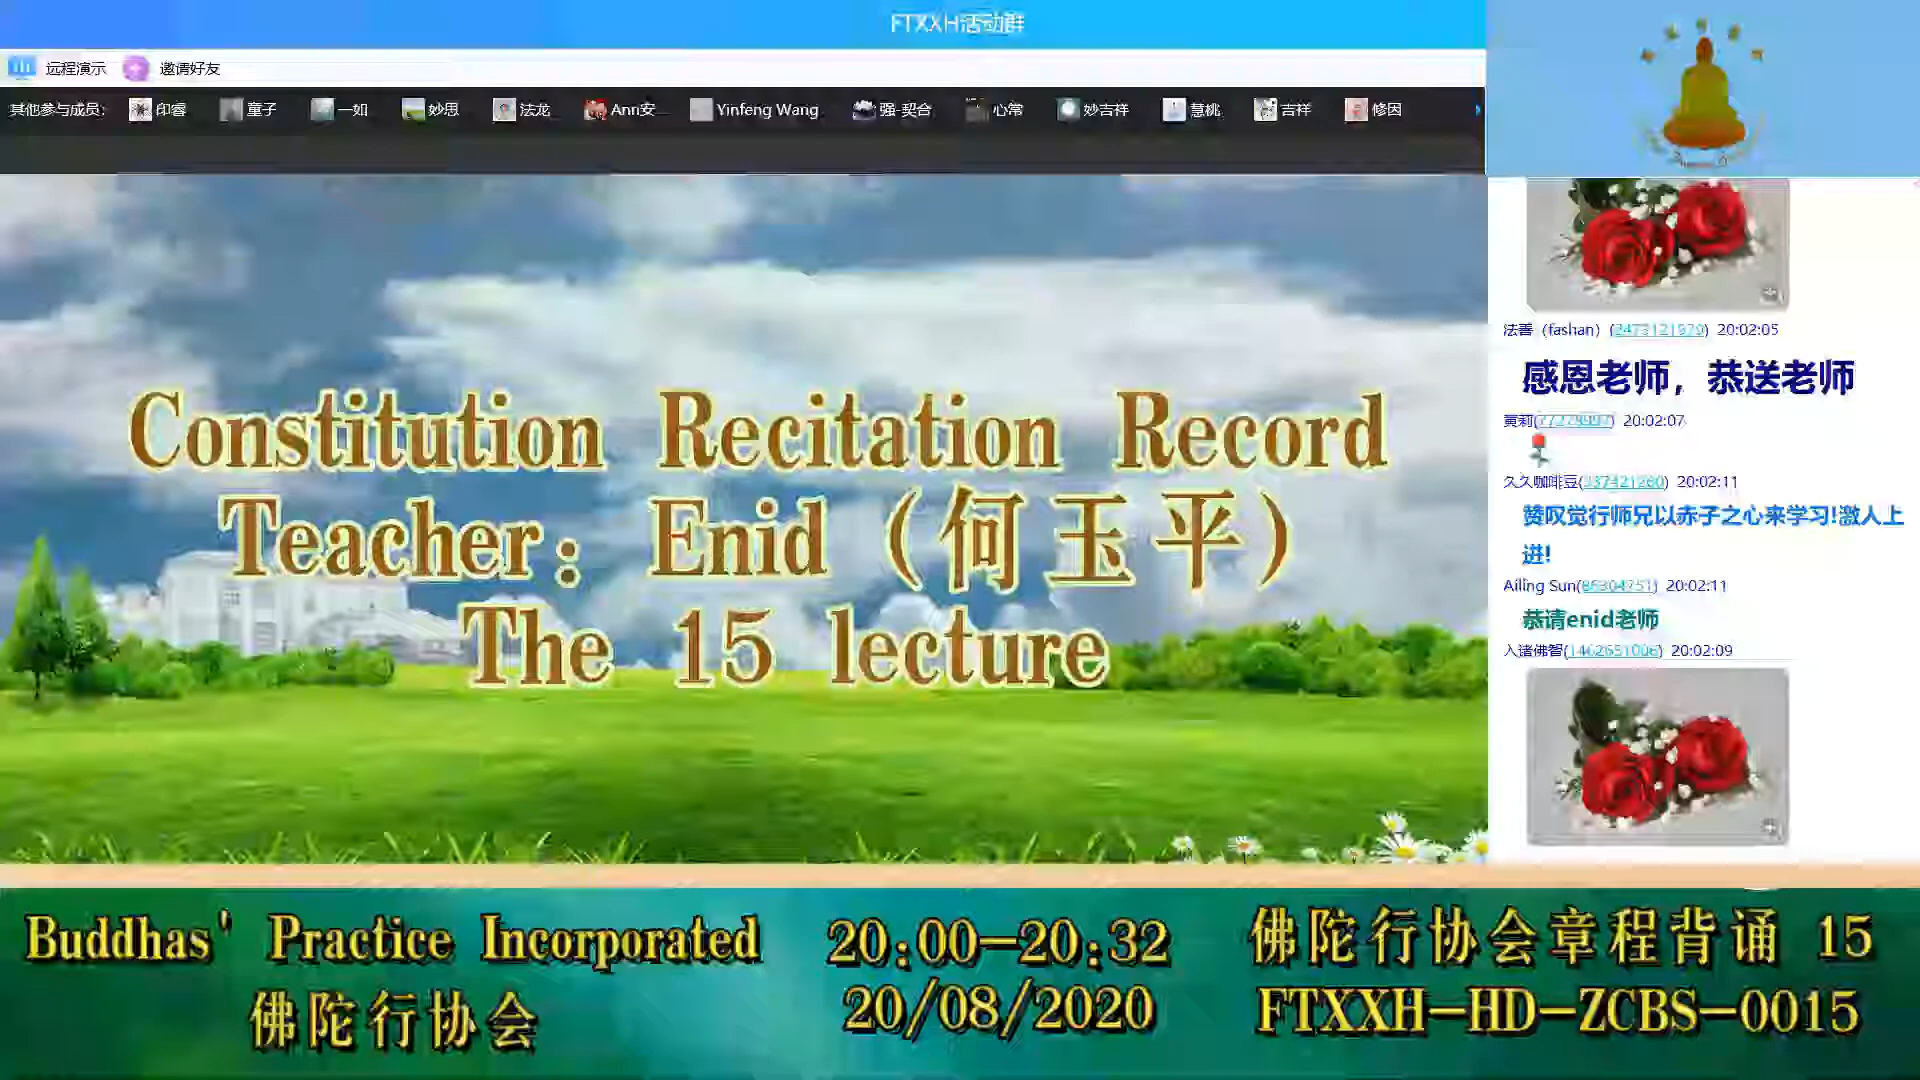 FTXXH活动群
远程演示 邀请好友
其他参与成员: 印睿 童子 一如 妙思 法龙 Ann安... Yinfeng Wang 强-契合 心常 妙吉祥 慧桃 吉祥 修因
Constitution Recitation Record
Teacher: Enid（何玉平）
The 15 lecture
法善（fashan）(2473121929) 20:02:05
感恩老师，恭送老师
黄莉 20:02:07
久久咖啡豆 20:02:11
赞叹觉行师兄以赤子之心来学习!激人上
进!
Ailing Sun 20:02:11
恭请enid老师
入诸佛智 20:02:09
Buddhas' Practice Incorporated
佛陀行协会
20:00-20:32
20/08/2020
佛陀行协会章程背诵 15
FTXXH-HD-ZCBS-0015